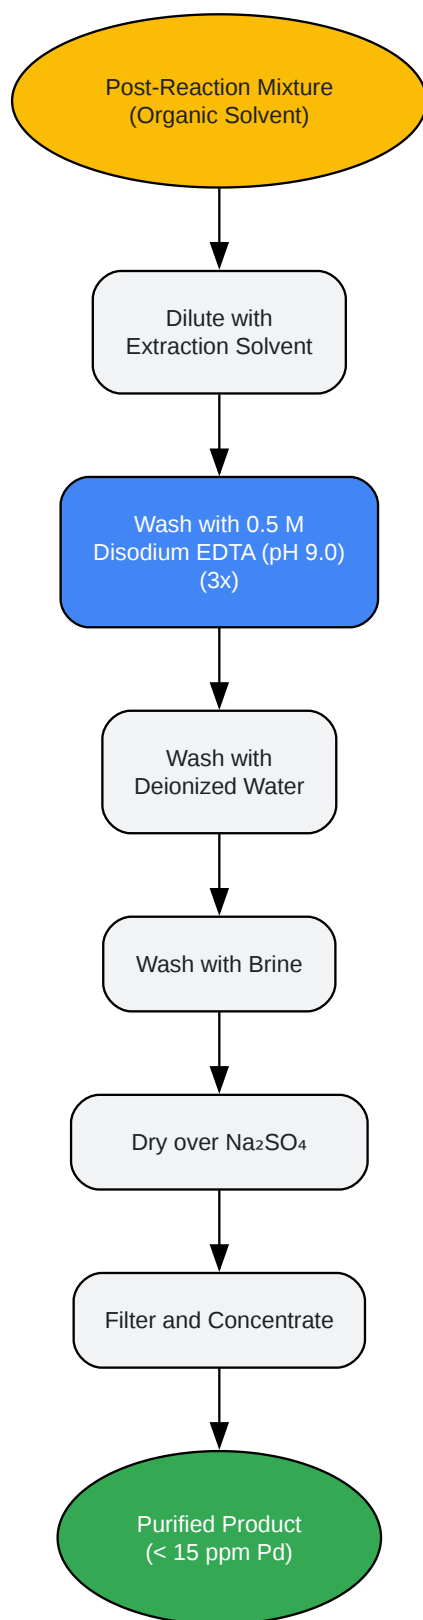 Post-Reaction Mixture
(Organic Solvent)
Dilute with
Extraction Solvent
Wash with 0.5 M
Disodium EDTA (pH 9.0)
(3x)
Wash with
Deionized Water
Wash with Brine
Dry over Na₂SO₄
Filter and Concentrate
Purified Product
(< 15 ppm Pd)